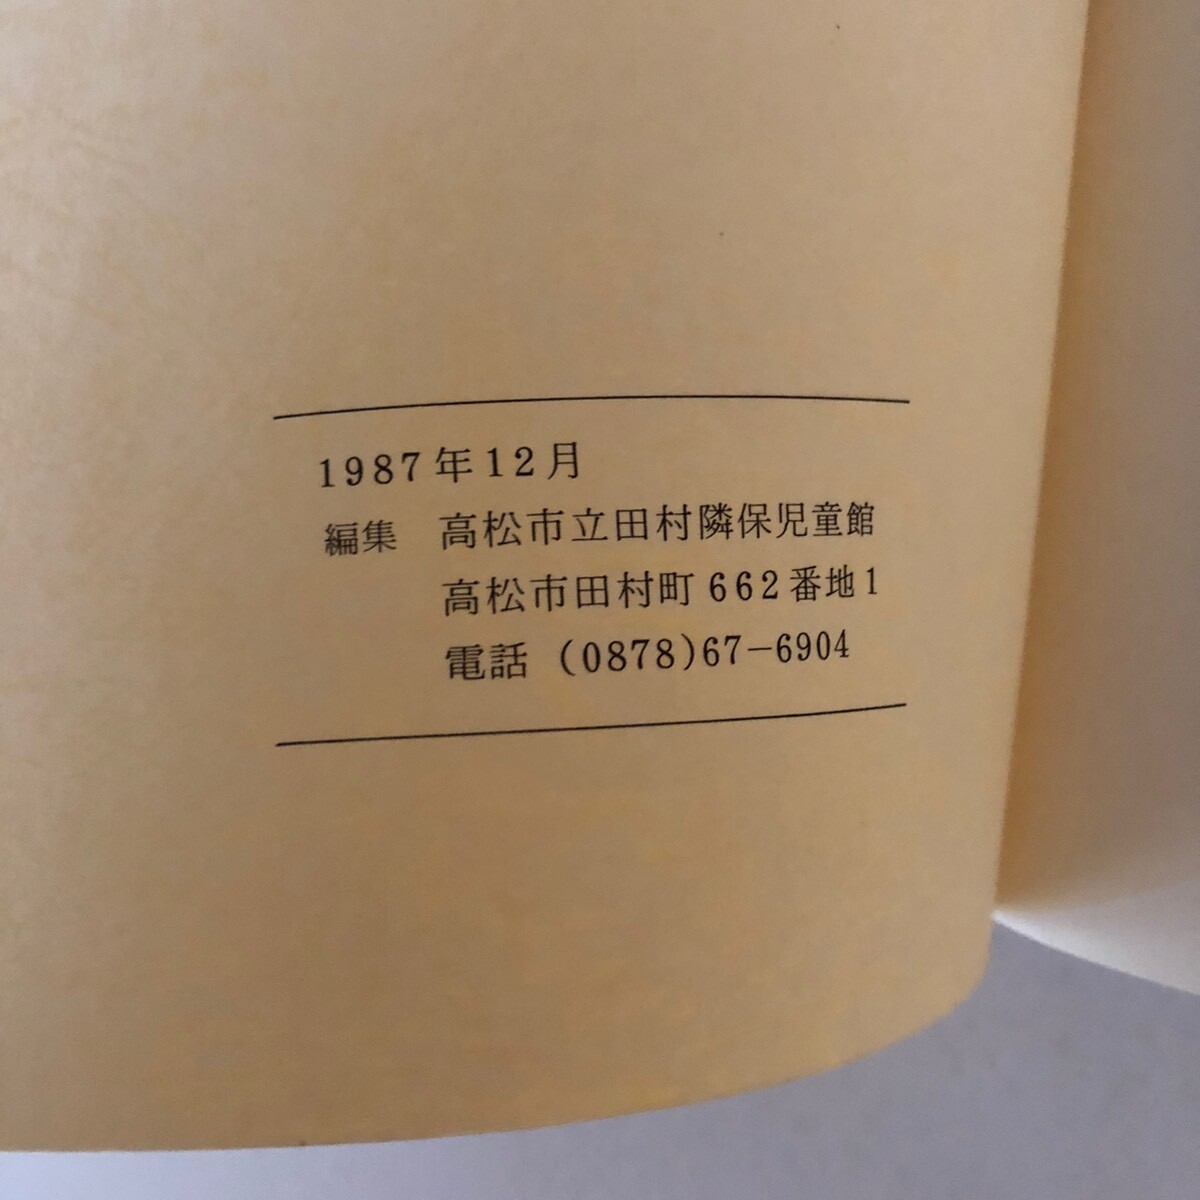 1987年12月
編集 高松市立田村隣保児童館
高松市田村町662番地1
電話 (0878)67-6904